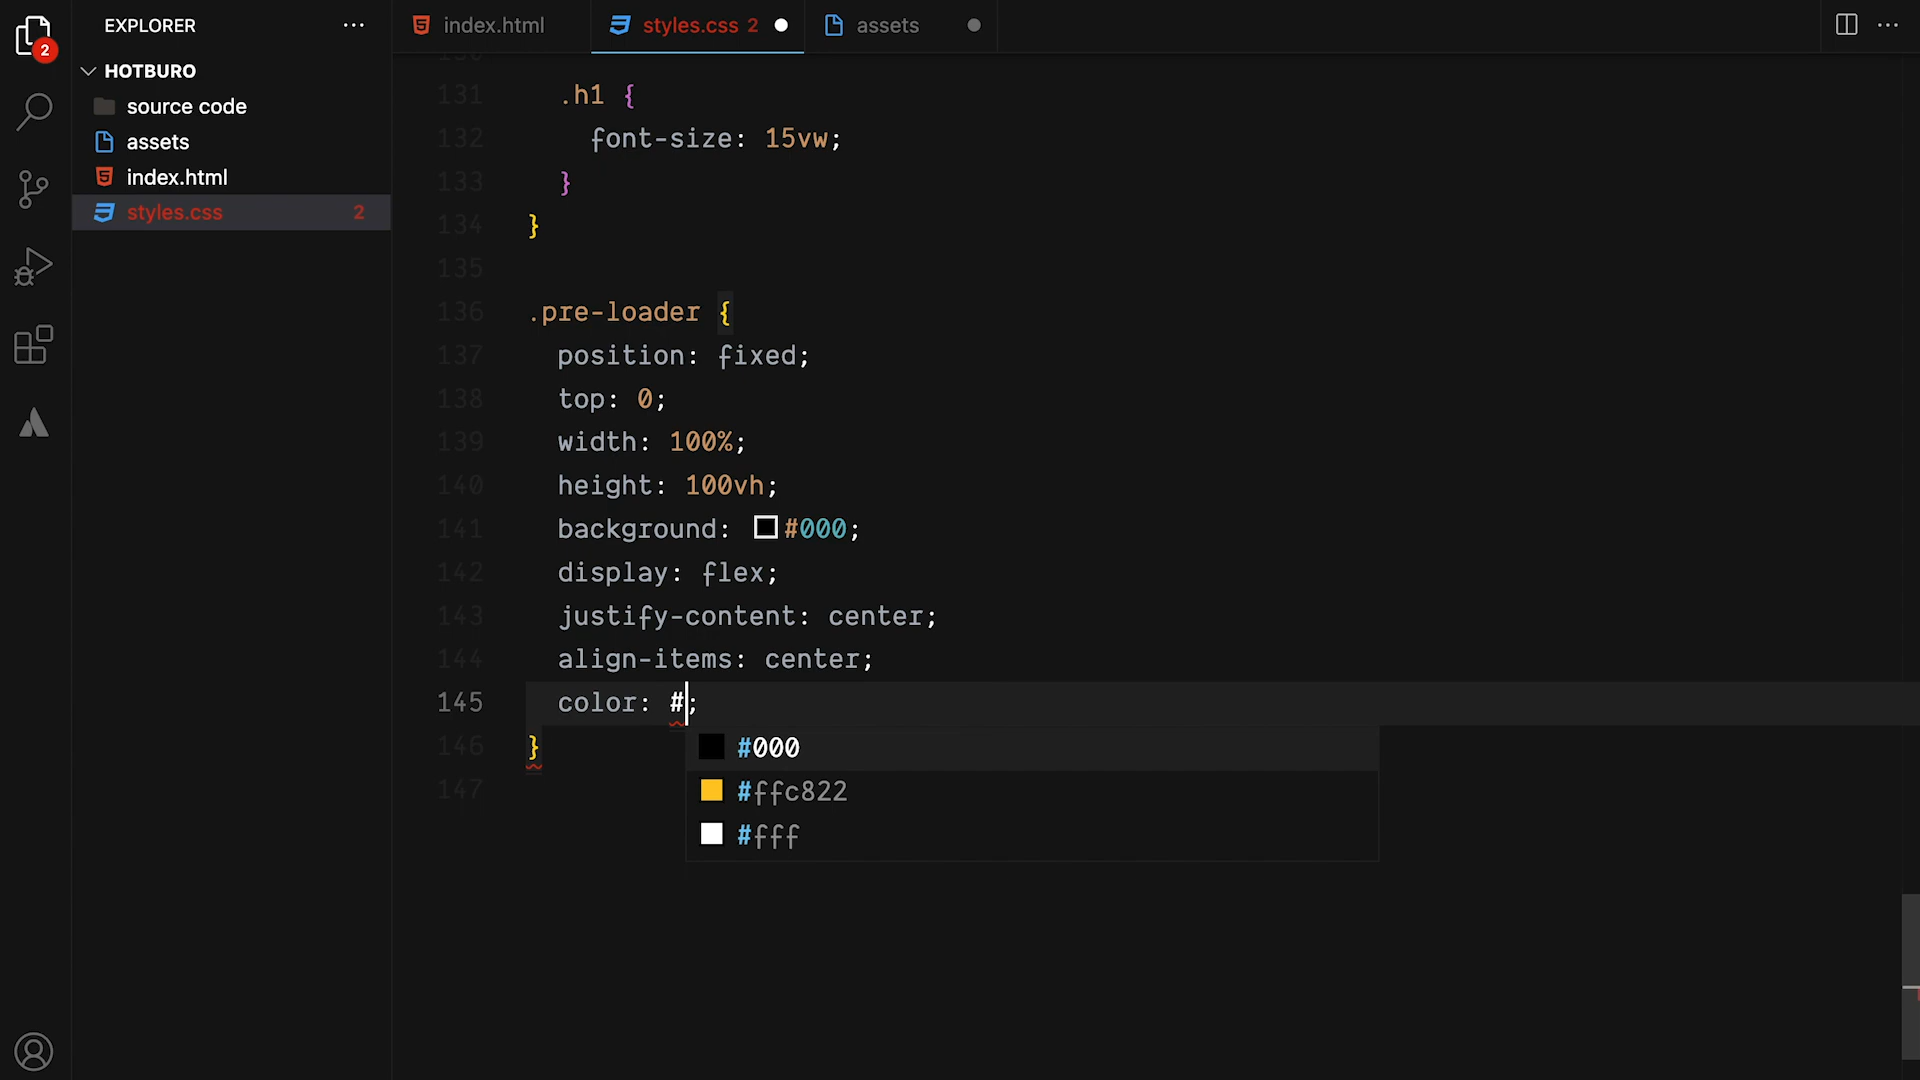 2
EXPLORER
HOTBURO
source code
assets
index.html
styles.css 2
index.html
styles.css 2
assets
131 .h1 {
132 font-size: 15vw;
133 }
134 }
135
136 .pre-loader {
137 position: fixed;
138 top: 0;
139 width: 100%;
140 height: 100vh;
141 background: #000;
142 display: flex;
143 justify-content: center;
144 align-items: center;
145 color: #;
146 }
147
#000
#ffc822
#fff